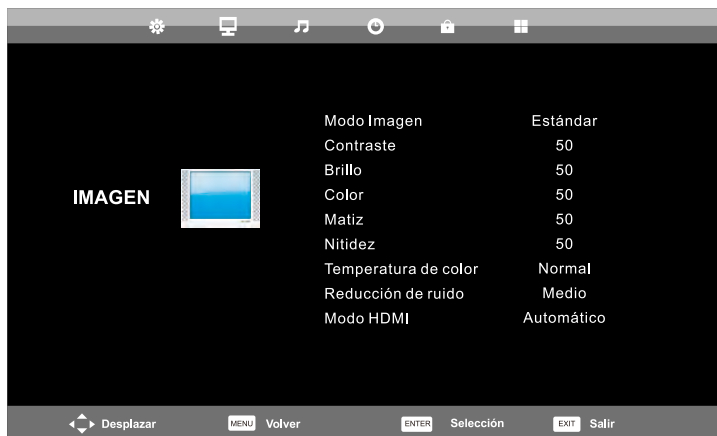 IMAGEN
Modo Imagen Estándar
Contraste 50
Brillo 50
Color 50
Matiz 50
Nitidez 50
Temperatura de color Normal
Reducción de ruido Medio
Modo HDMI Automático
Desplazar MENU Volver ENTER Selección EXIT Salir